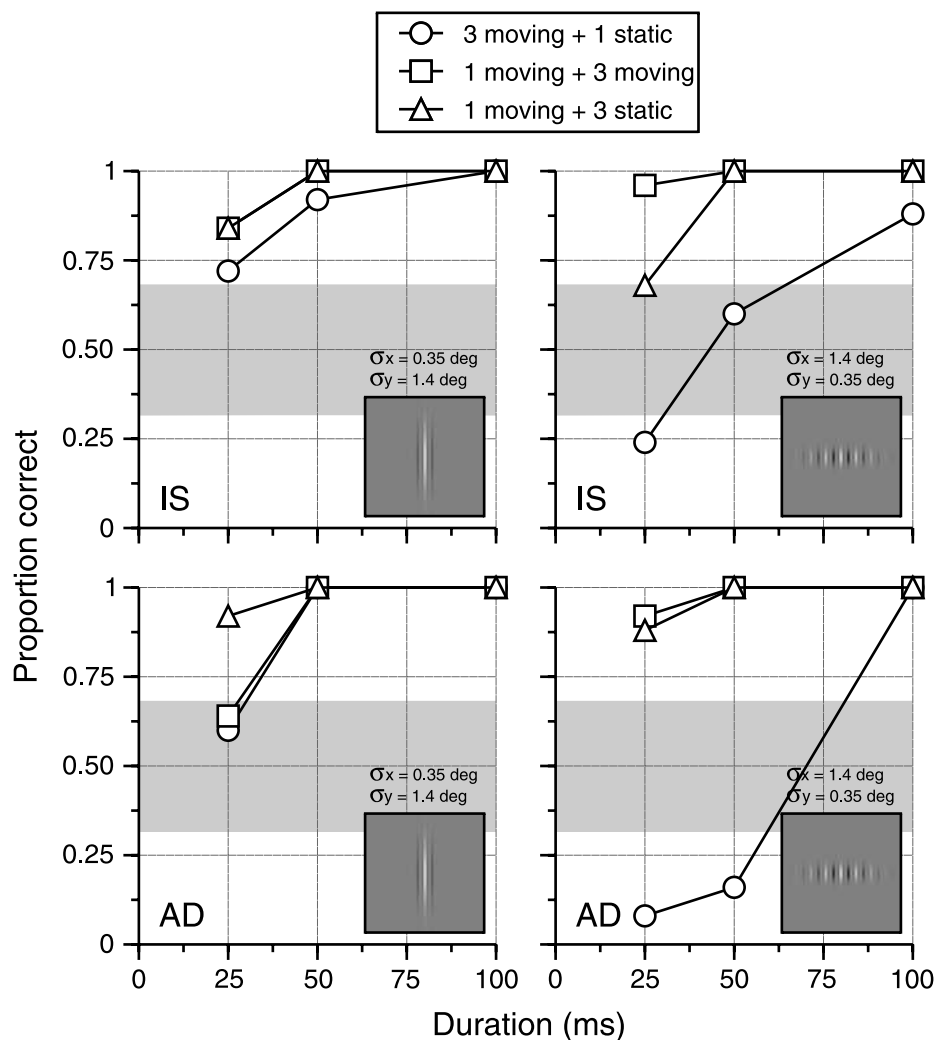 3 moving + 1 static
1 moving + 3 moving
1 moving + 3 static
Proportion correct
1
0.75
0.50
0.25
0
σx = 0.35 deg
σy = 1.4 deg
IS
σx = 1.4 deg
σy = 0.35 deg
IS
1
0.75
0.50
0.25
0
σx = 0.35 deg
σy = 1.4 deg
AD
σx = 1.4 deg
σy = 0.35 deg
AD
0 25 50 75 100
0 25 50 75 100
Duration (ms)